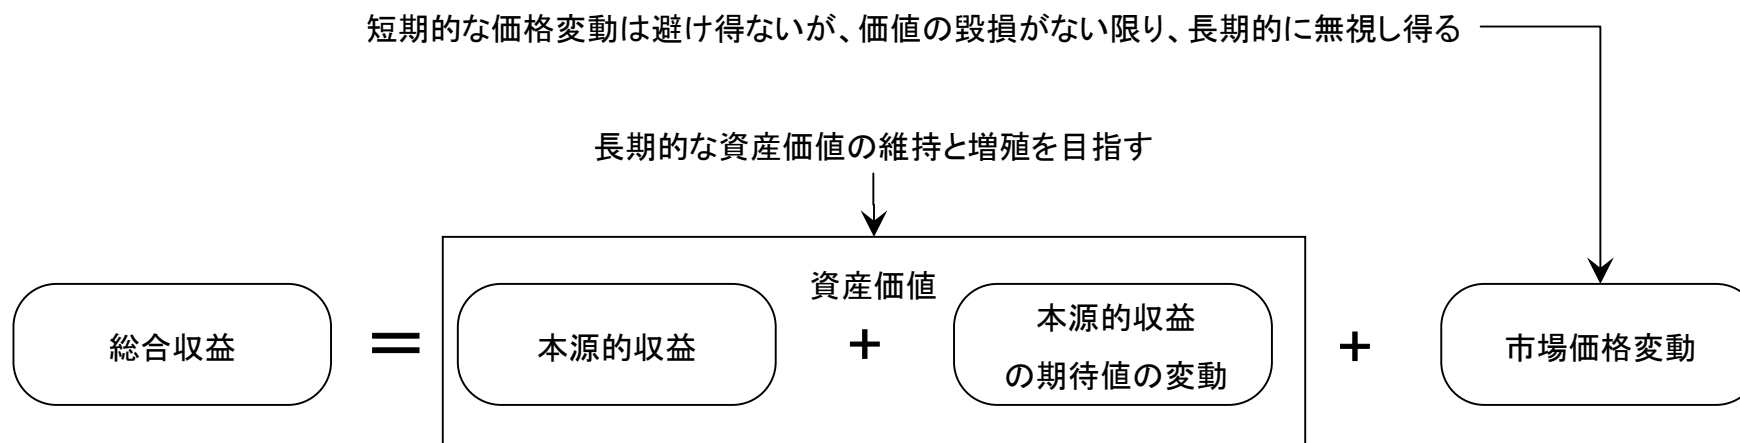 短期的な価格変動は避け得ないが、価値の毀損がない限り、長期的に無視し得る
長期的な資産価値の維持と増殖を目指す
資産価値
総合収益
＝
本源的収益
+
本源的収益
の期待値の変動
+
市場価格変動